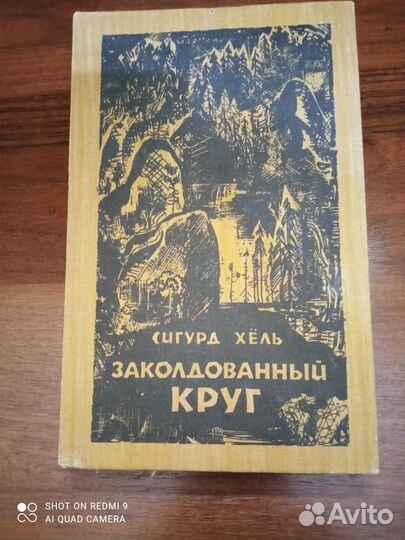 СИГУРД ХЁЛЬ
ЗАКОЛДОВАННЫЙ
КРУГ
SHOT ON REDMI 9
AI QUAD CAMERA
Avito